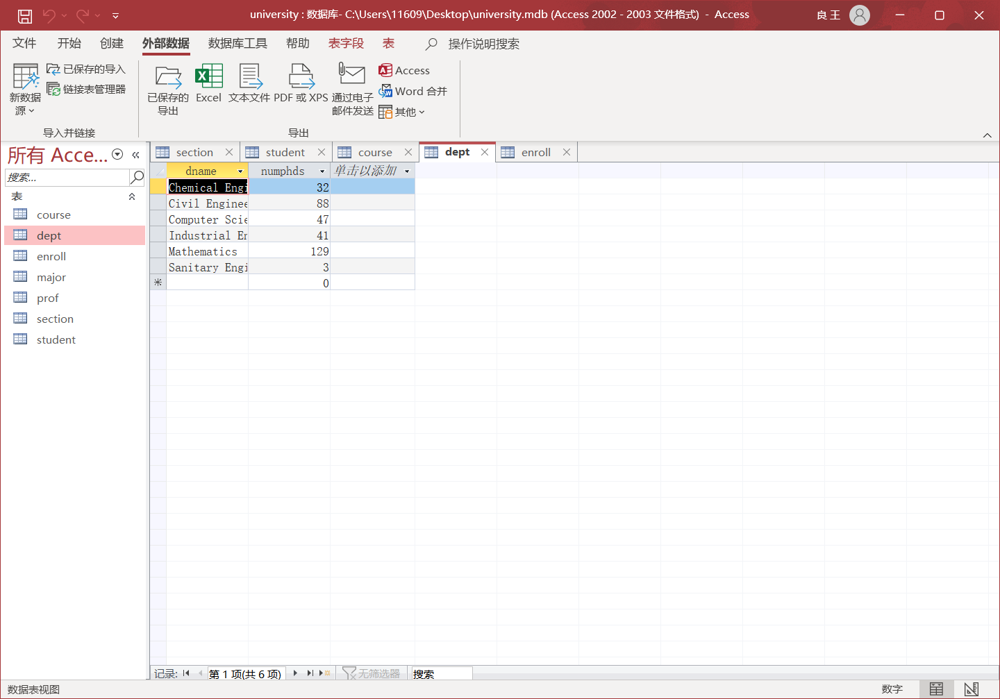 university : 数据库- C:\Users\11609\Desktop\university.mdb (Access 2002 - 2003 文件格式)  -  Access
良 王
文件 开始 创建 外部数据 数据库工具 帮助 表字段 表 操作说明搜索
新数据源
已保存的导入
链接表管理器
导入并链接
已保存的导出
Excel
文本文件
PDF 或 XPS
通过电子邮件发送
Access
Word 合并
其他
导出
所有 Acce...
搜索...
表
course
dept
enroll
major
prof
section
student
section student course dept enroll
dname numphds 单击以添加
Chemical Engi 32
Civil Enginee 88
Computer Scie 47
Industrial En 41
Mathematics 129
Sanitary Engi 3
0
记录: 第 1 项(共 6 项) 无筛选器 搜索
数据表视图 数字